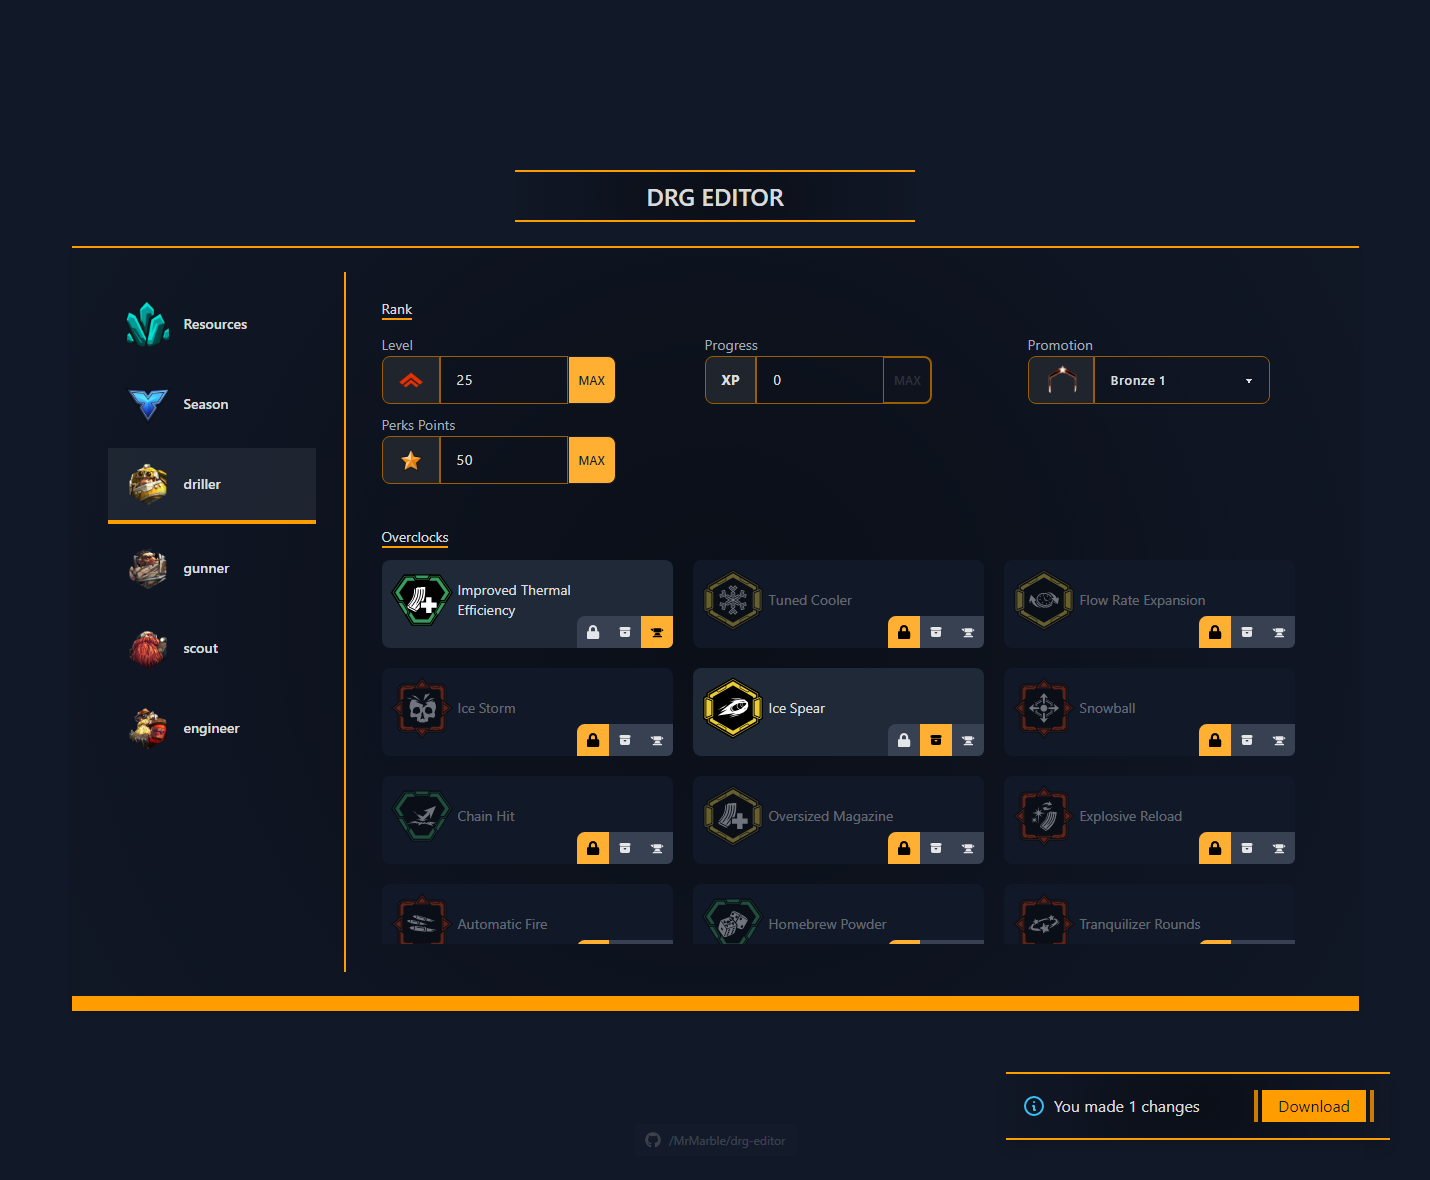 DRG EDITOR
Resources
Season
driller
gunner
scout
engineer
Rank
Level
25
MAX
Progress
XP
0
MAX
Promotion
Bronze 1
Perks Points
50
MAX
Overclocks
Improved Thermal
Efficiency
Tuned Cooler
Flow Rate Expansion
Ice Storm
Ice Spear
Snowball
Chain Hit
Oversized Magazine
Explosive Reload
Automatic Fire
Homebrew Powder
Tranquilizer Rounds
You made 1 changes
Download
/MrMarble/drg-editor